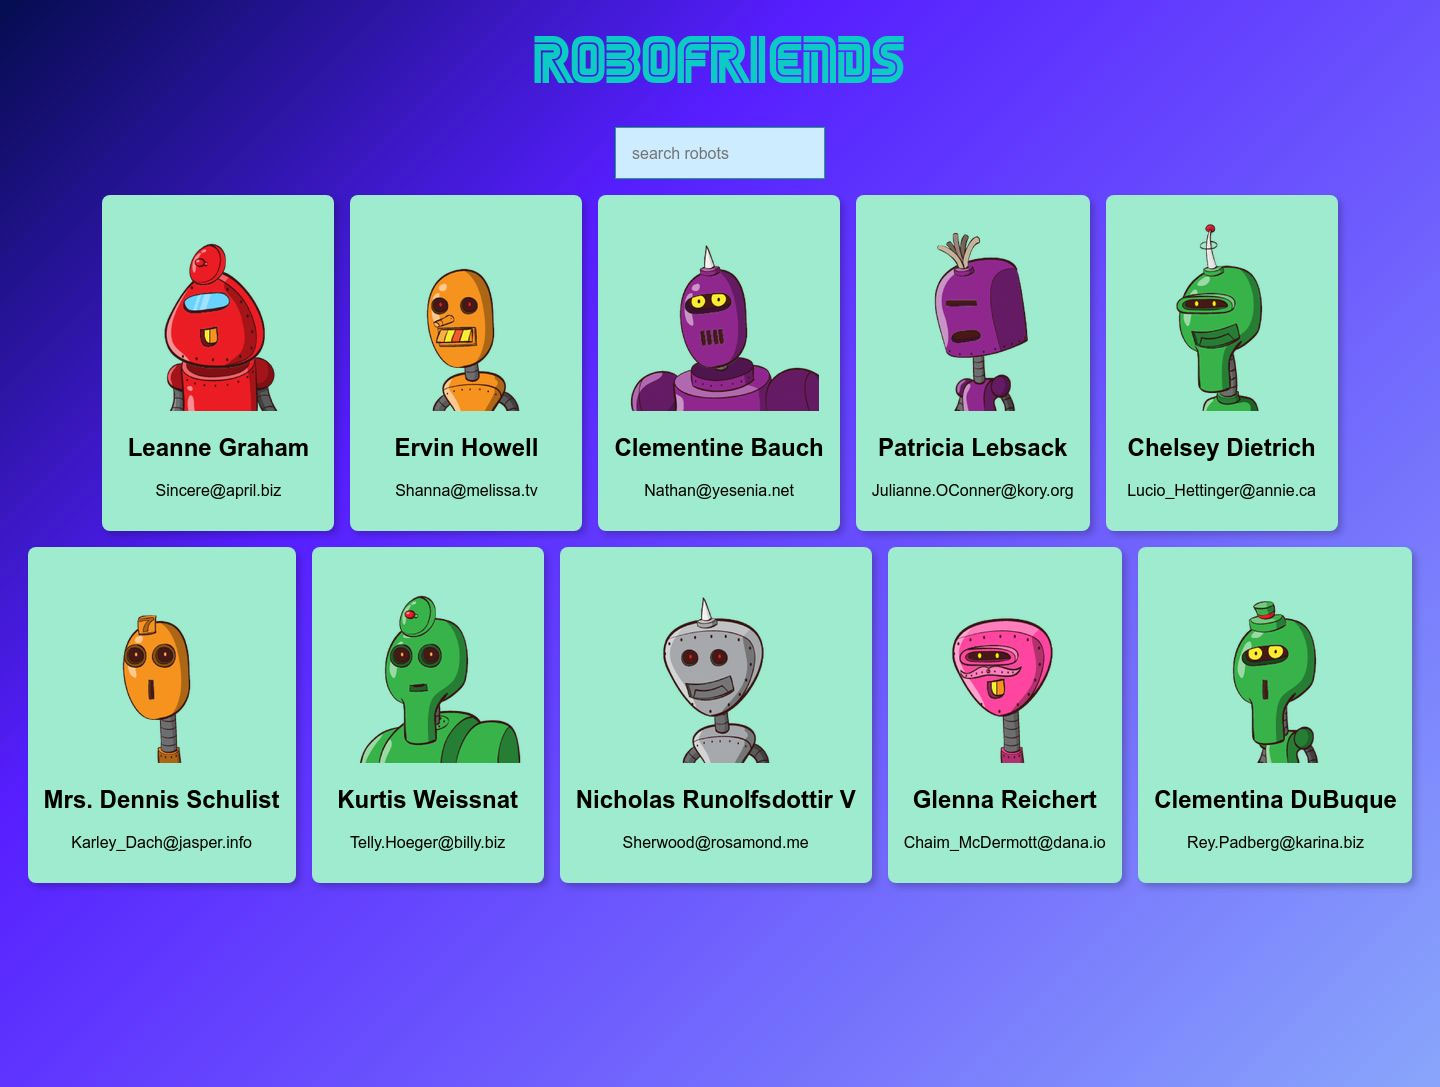 ROBOFRIENDS
search robots
Leanne Graham
Sincere@april.biz
Ervin Howell
Shanna@melissa.tv
Clementine Bauch
Nathan@yesenia.net
Patricia Lebsack
Julianne.OConner@kory.org
Chelsey Dietrich
Lucio_Hettinger@annie.ca
7
Mrs. Dennis Schulist
Karley_Dach@jasper.info
Kurtis Weissnat
Telly.Hoeger@billy.biz
Nicholas Runolfsdottir V
Sherwood@rosamond.me
Glenna Reichert
Chaim_McDermott@dana.io
Clementina DuBuque
Rey.Padberg@karina.biz